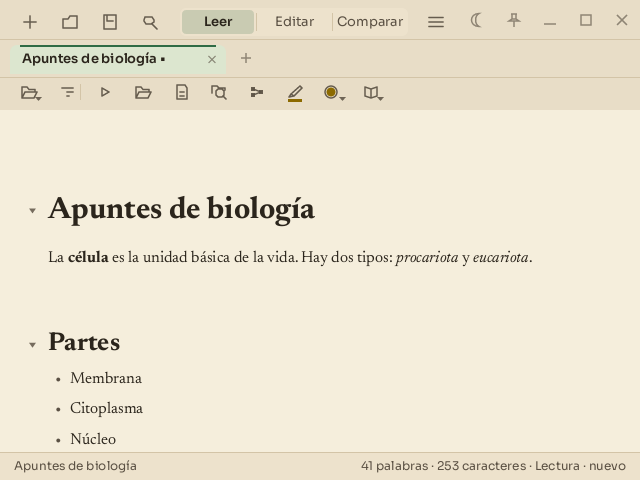 Leer
Editar
Comparar
Apuntes de biología •
Apuntes de biología
La célula es la unidad básica de la vida. Hay dos tipos: procariota y eucariota.
Partes
• Membrana
• Citoplasma
• Núcleo
Apuntes de biología
41 palabras · 253 caracteres · Lectura · nuevo